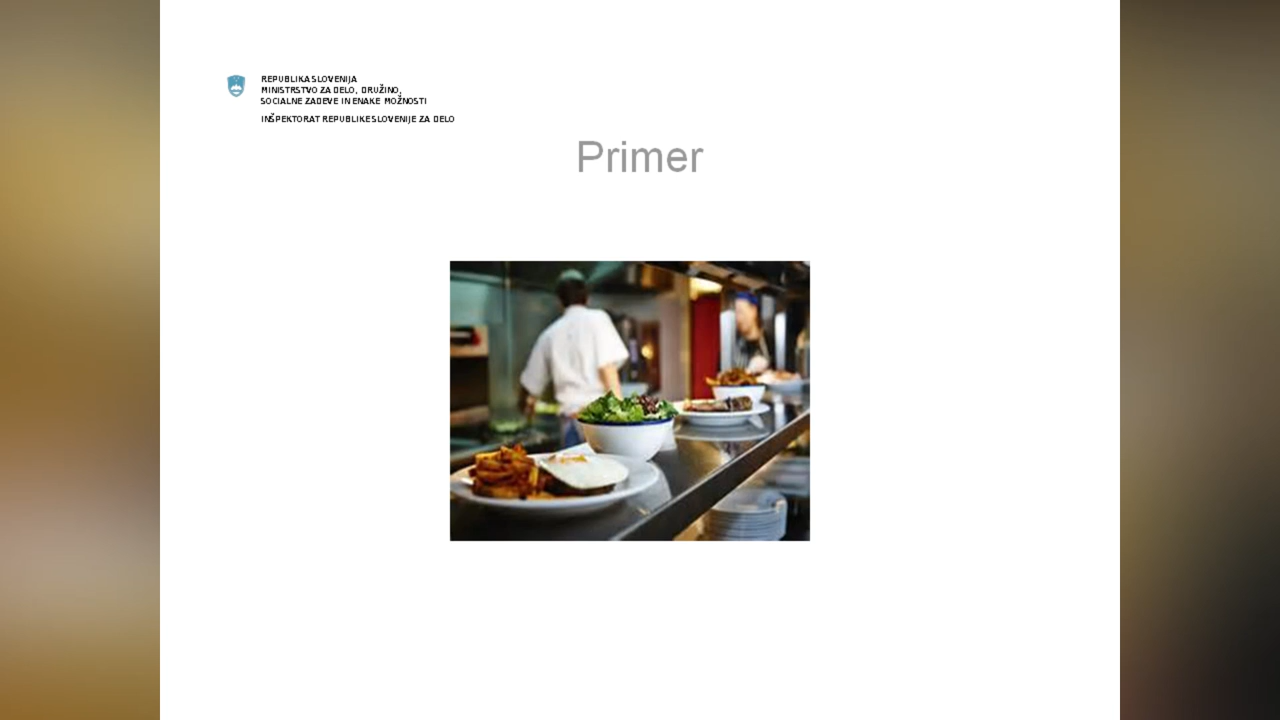 REPUBLIKA SLOVENIJA
MINISTRSTVO ZA DELO, DRUŽINO,
SOCIALNE ZADEVE IN ENAKE MOŽNOSTI
INŠPEKTORAT REPUBLIKE SLOVENIJE ZA DELO
Primer